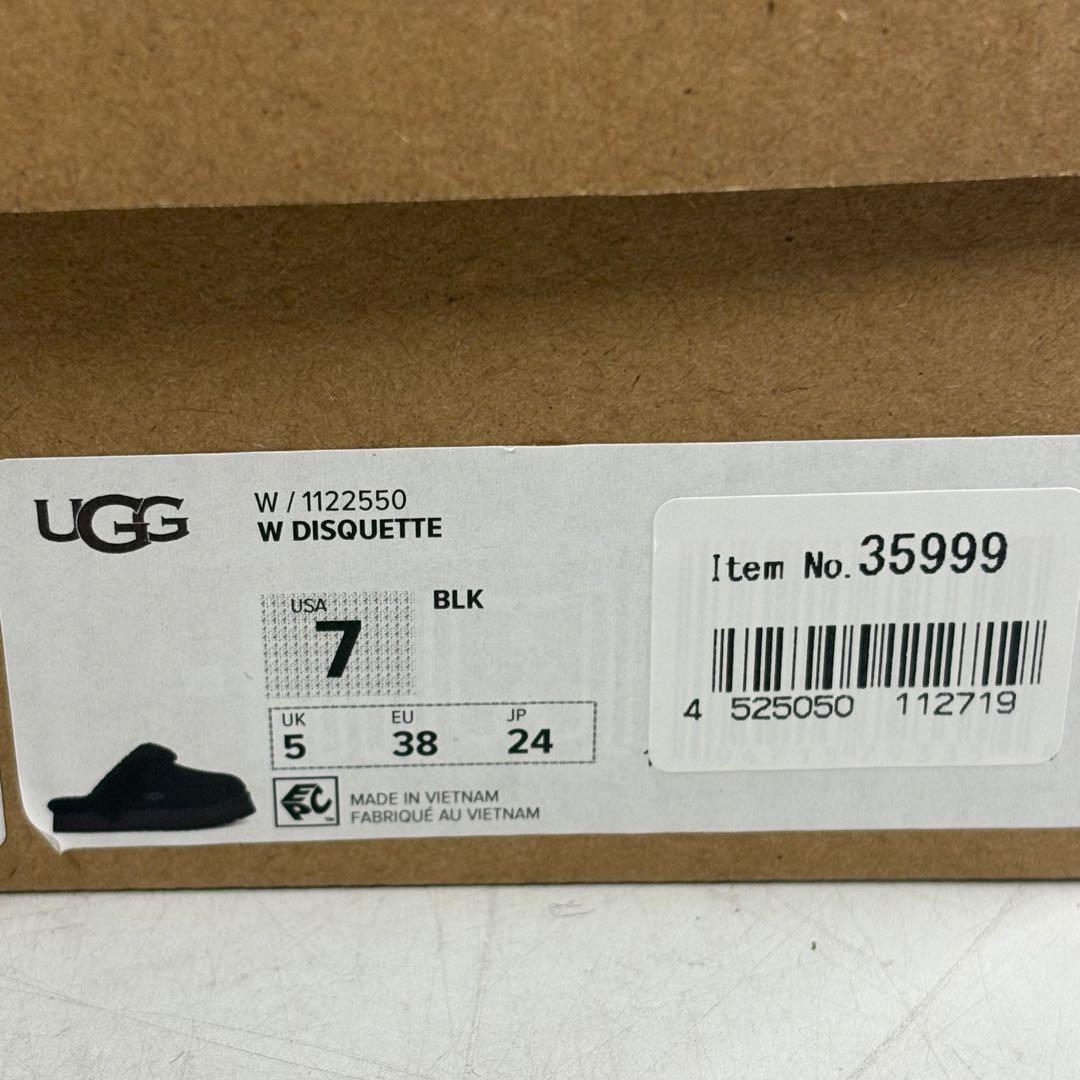 UGG
W / 1122550
W DISQUETTE
USA
7
BLK
UK
5
EU
38
JP
24
EPC
MADE IN VIETNAM
FABRIQUÉ AU VIETNAM
Item No. 35999
4 525050 112719